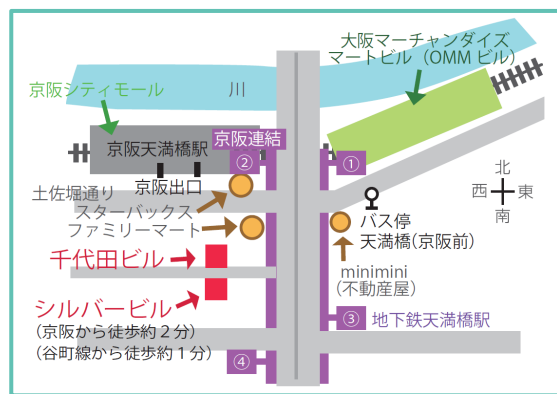 大阪マーチャンダイズ
マートビル（OMMビル）
京阪シティモール
川
京阪連結
京阪天満橋駅
②
①
京阪出口
土佐堀通り
スターバックス
ファミリーマート
北
西 東
南
バス停
天満橋(京阪前)
千代田ビル
minimini
(不動産屋)
シルバービル
(京阪から徒歩約２分)
(谷町線から徒歩約１分)
③
地下鉄天満橋駅
④